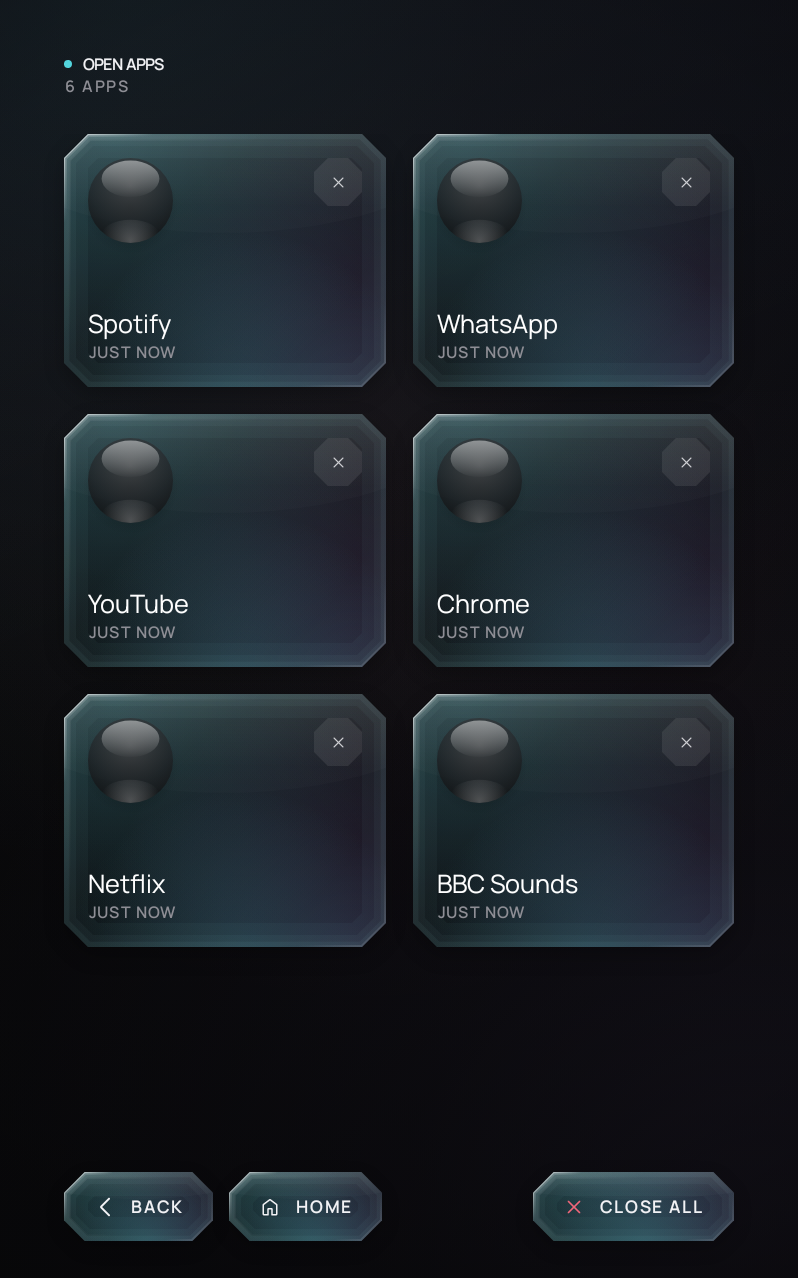 OPEN APPS
6 APPS
Spotify
JUST NOW
WhatsApp
JUST NOW
YouTube
JUST NOW
Chrome
JUST NOW
Netflix
JUST NOW
BBC Sounds
JUST NOW
BACK
HOME
CLOSE ALL